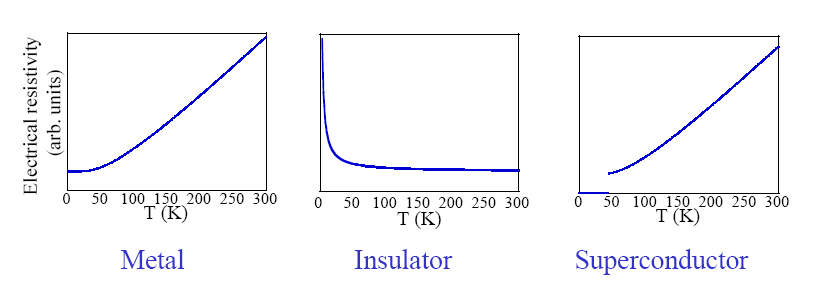 Electrical resistivity
(arb. units)
0 50 100 150 200 250 300
T (K)
Metal
0 50 100 150 200 250 300
T (K)
Insulator
0 50 100 150 200 250 300
T (K)
Superconductor